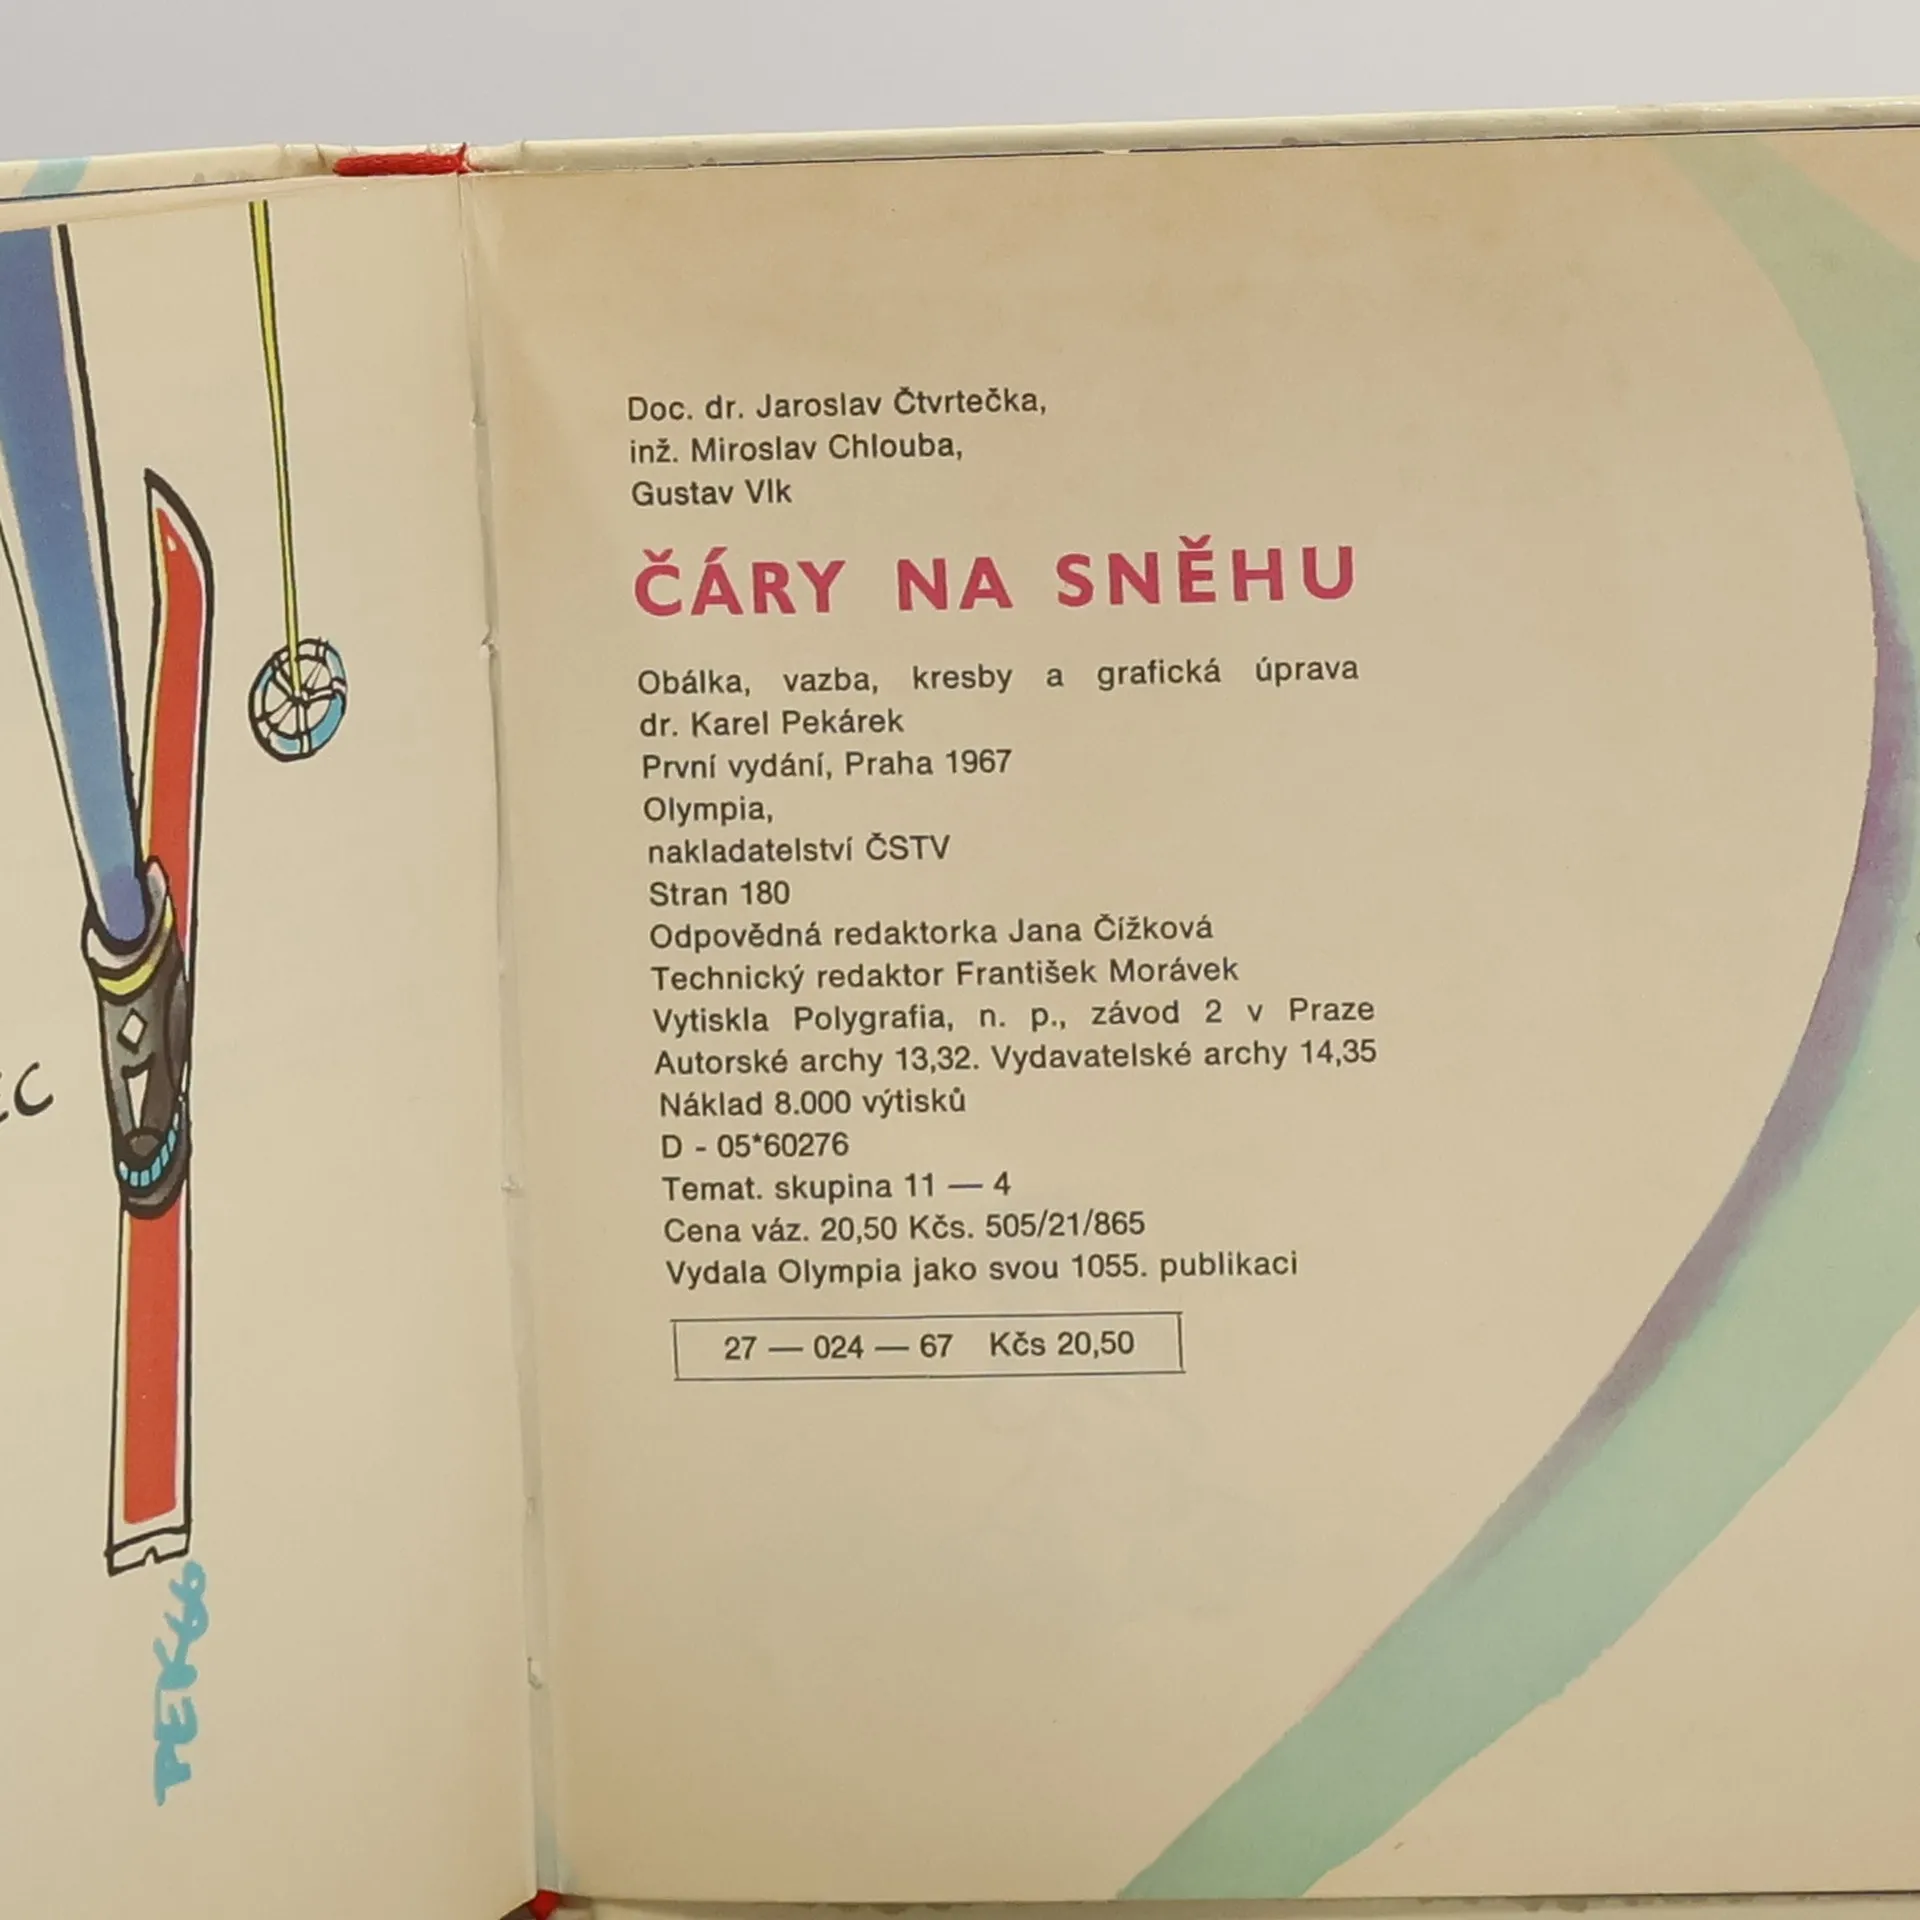 EC
PEK66
Doc. dr. Jaroslav Čtvrtečka,
inž. Miroslav Chlouba,
Gustav Vlk
ČÁRY NA SNĚHU
Obálka, vazba, kresby a grafická úprava
dr. Karel Pekárek
První vydání, Praha 1967
Olympia,
nakladatelství ČSTV
Stran 180
Odpovědná redaktorka Jana Čížková
Technický redaktor František Morávek
Vytiskla Polygrafia, n. p., závod 2 v Praze
Autorské archy 13,32. Vydavatelské archy 14,35
Náklad 8.000 výtisků
D - 05*60276
Temat. skupina 11 — 4
Cena váz. 20,50 Kčs. 505/21/865
Vydala Olympia jako svou 1055. publikaci
27 — 024 — 67 Kčs 20,50